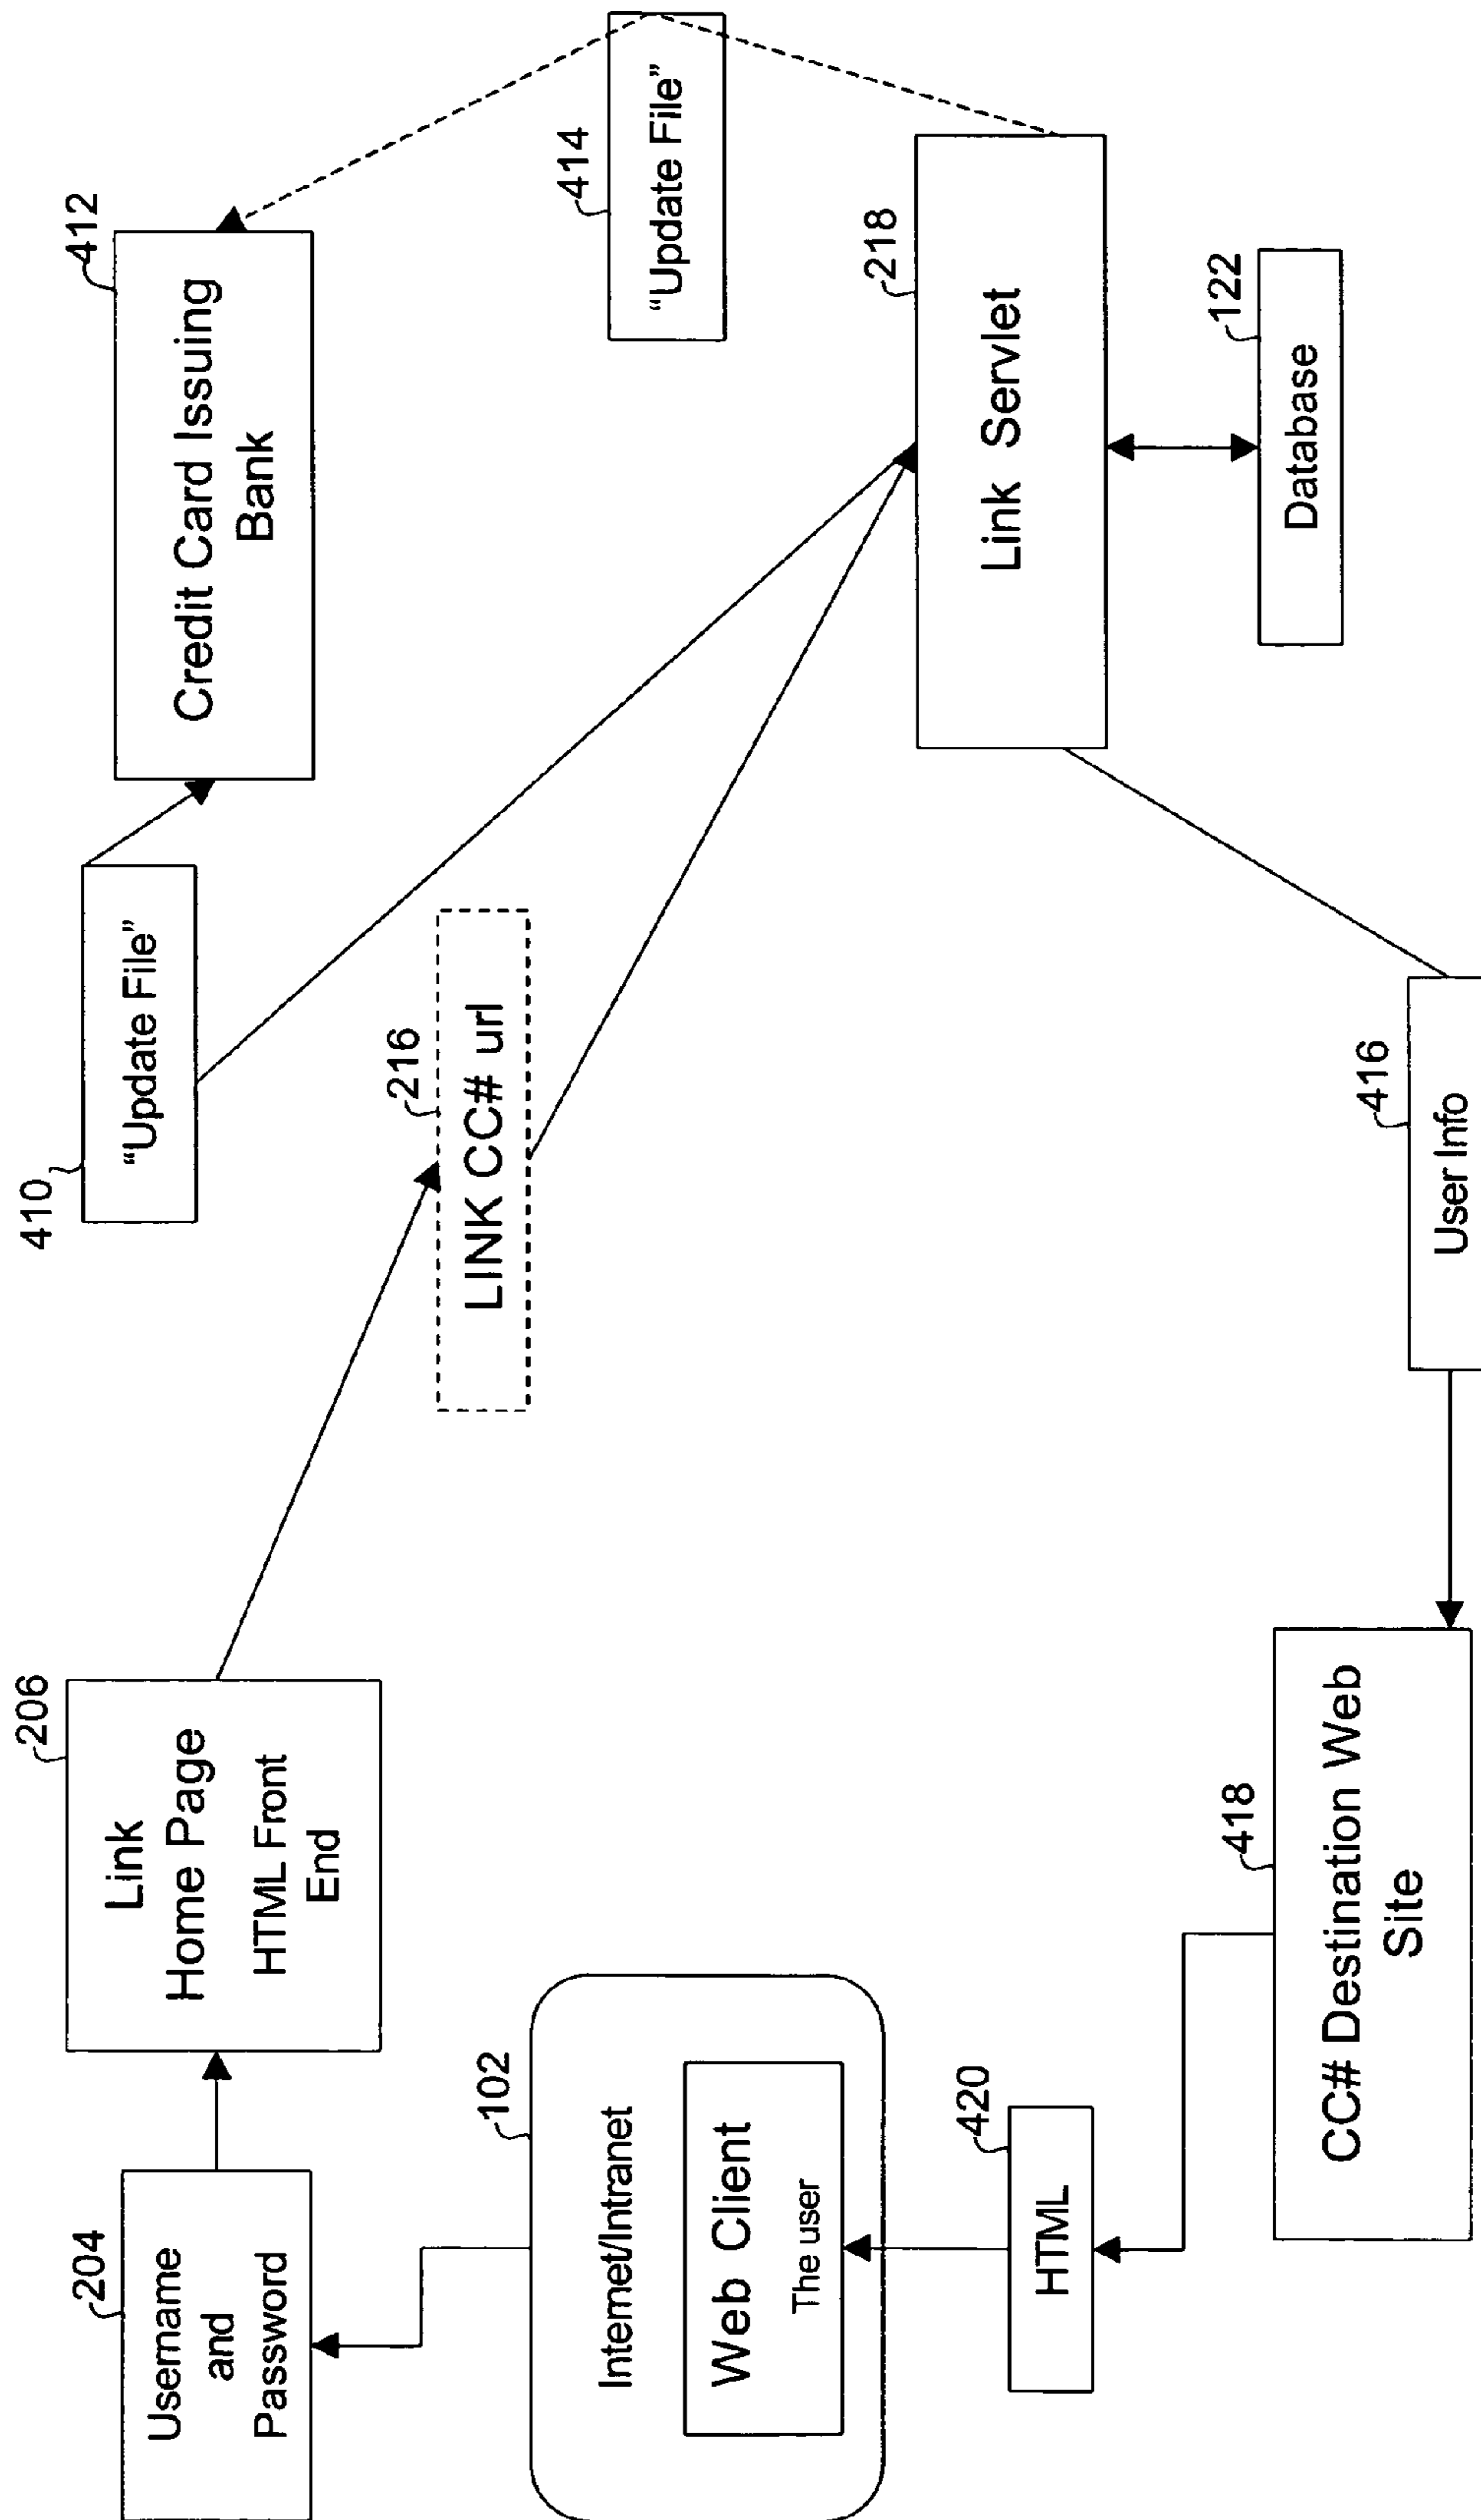 204
Username
and
Password
206
Link
Home Page
HTML Front
End
410
“Update File”
412
Credit Card Issuing
Bank
216
LINK CC# url
414
“Update File”
102
Internet/Intranet
Web Client
The user
218
Link Servlet
420
HTML
122
Database
418
CC# Destination Web
Site
416
User Info